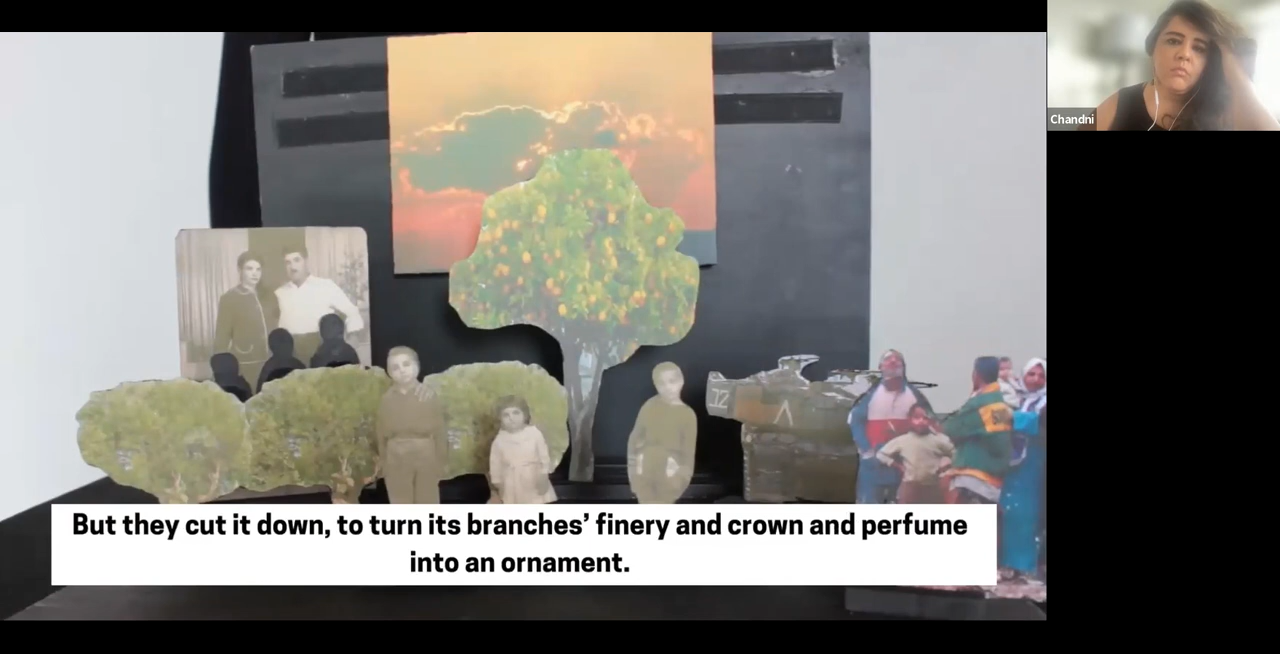 Chandni
But they cut it down, to turn its branches’ finery and crown and perfume
into an ornament.